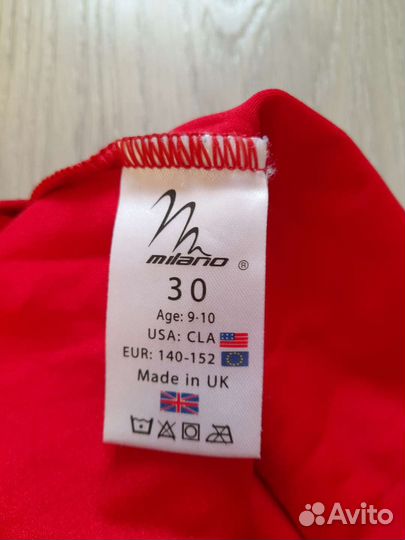 milano ®
30
Age: 9-10
USA: CLA
EUR: 140-152
Made in UK
Avito